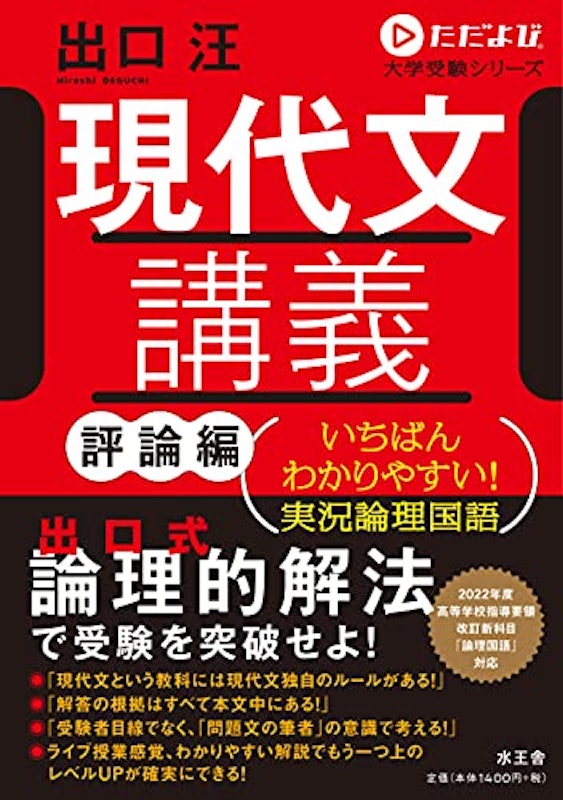 出口 汪
Hiroshi DEGUCHI
ただよび
大学受験シリーズ
現代文
講義
評論編
いちばん
わかりやすい!
実況論理国語
出口式
論理的解法
で受験を突破せよ!
2022年度
高等学校指導要領
改訂新科目
「論理国語」
対応
●「現代文という教科には現代文独自のルールがある!」
●「解答の根拠はすべて本文中にある!」
●「受験者目線でなく、「問題文の筆者」の意識で考える!」
●ライブ授業感覚、わかりやすい解説でもう一つ上の
レベルUPが確実にできる!
水王舎
定価(本体1400円+税)